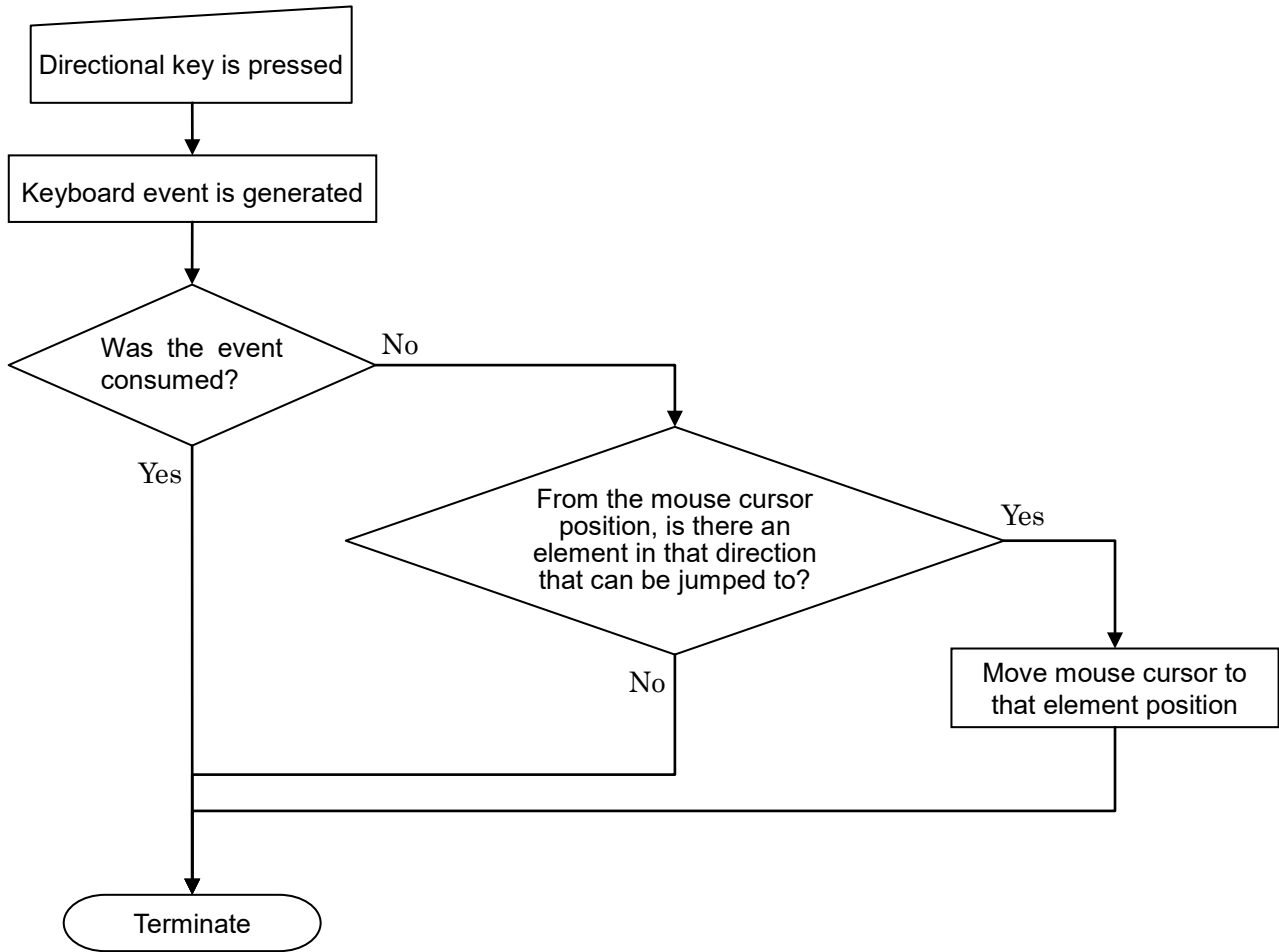 Directional key is pressed
Keyboard event is generated
Was the event
consumed?
No
Yes
From the mouse cursor
position, is there an
element in that direction
that can be jumped to?
Yes
No
Move mouse cursor to
that element position
Terminate